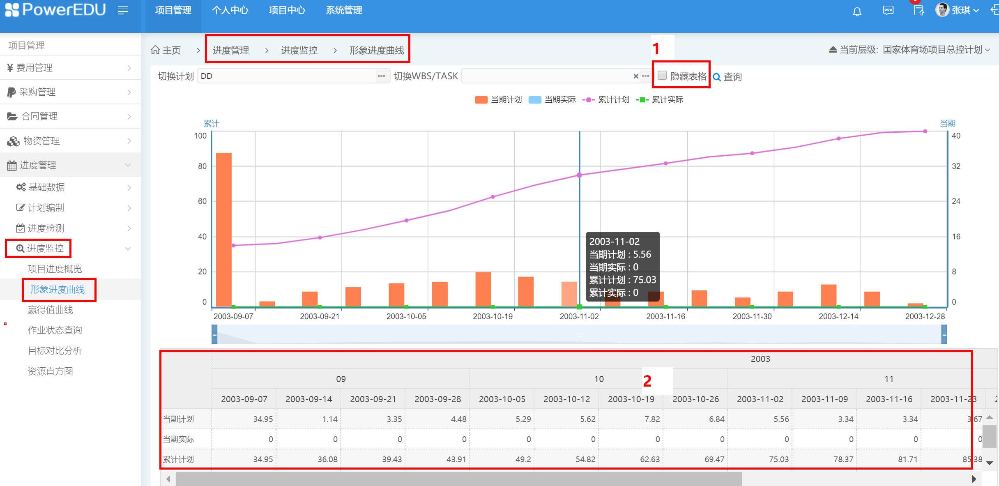 PowerEDU 项目管理 个人中心 项目中心 系统管理 张琪
项目管理
¥ 费用管理
采购管理
合同管理
物资管理
进度管理
基础数据
计划编制
进度检测
进度监控
项目进度概览
形象进度曲线
赢得值曲线
作业状态查询
目标对比分析
资源直方图
主页 > 进度管理 > 进度监控 > 形象进度曲线
1
当前层级: 国家体育场项目总控计划
切换计划 DD ... 切换WBS/TASK × ... 隐藏表格 查询
当期计划 当期实际 累计计划 累计实际
累计 当期
100 40
80 32
60 24
40 16
20 8
0 0
2003-11-02
当期计划 : 5.56
当期实际 : 0
累计计划 : 75.03
累计实际 : 0
2003-09-07 2003-09-21 2003-10-05 2003-10-19 2003-11-02 2003-11-16 2003-11-30 2003-12-14 2003-12-28
2003
09 10 11
2
2003-09-07 2003-09-14 2003-09-21 2003-09-28 2003-10-05 2003-10-12 2003-10-19 2003-10-26 2003-11-02 2003-11-09 2003-11-16 2003-11-23
当期计划 34.95 1.14 3.35 4.48 5.29 5.62 7.82 6.84 5.56 3.34 3.34 3.67
当期实际 0 0 0 0 0 0 0 0 0 0 0 0
累计计划 34.95 36.08 39.43 43.91 49.2 54.82 62.63 69.47 75.03 78.37 81.71 85.38